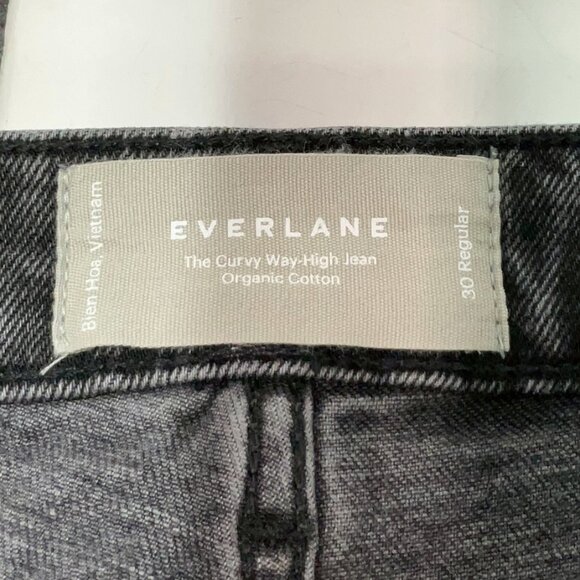 Bien Hoa, Vietnam
EVERLANE
The Curvy Way-High Jean
Organic Cotton
30 Regular